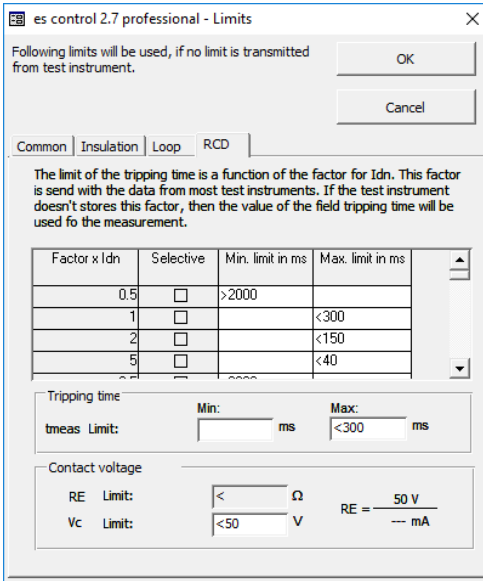 es control 2.7 professional - Limits
Following limits will be used, if no limit is transmitted
from test instrument.
OK
Cancel
Common Insulation Loop RCD
The limit of the tripping time is a function of the factor for Idn. This factor
is send with the data from most test instruments. If the test instrument
doesn't stores this factor, then the value of the field tripping time will be
used fo the measurement.
Factor x Idn Selective Min. limit in ms Max. limit in ms
0.5 >2000
1 <300
2 <150
5 <40
Tripping time
Min: Max:
tmeas Limit: ms <300 ms
Contact voltage
RE Limit: < Ω
RE = 50 V
--- mA
Vc Limit: <50 V